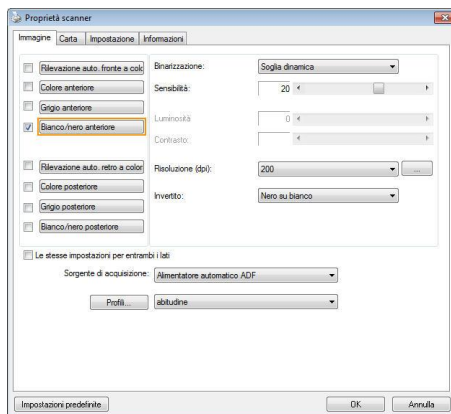 Proprietà scanner
Immagine Carta Impostazione Informazioni
Rilevazione auto. fronte a colo
Colore anteriore
Grigio anteriore
Bianco/nero anteriore
Rilevazione auto. retro a color
Colore posteriore
Grigio posteriore
Bianco/nero posteriore
Binarizzazione: Soglia dinamica
Sensibilità: 20
Luminosità 0
Contrasto:
Risoluzione (dpi): 200 ...
Invertito: Nero su bianco
Le stesse impostazioni per entrambi i lati
Sorgente di acquisizione: Alimentatore automatico ADF
Profili... abitudine
Impostazioni predefinite OK Annulla